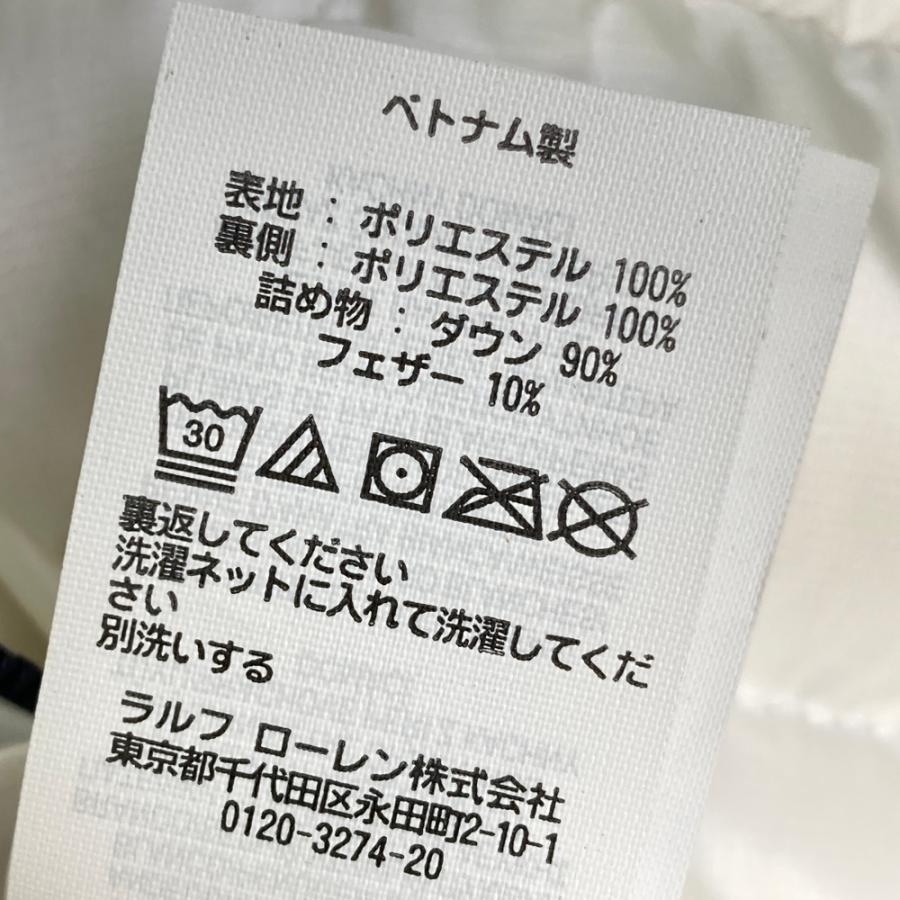 ベトナム製
表地 : ポリエステル 100%
裏側 : ポリエステル 100%
詰め物 : ダウン 90%
フェザー 10%
30
裏返してください
洗濯ネットに入れて洗濯してくだ
さい
別洗いする
ラルフ ローレン株式会社
東京都千代田区永田町2-10-1
0120-3274-20